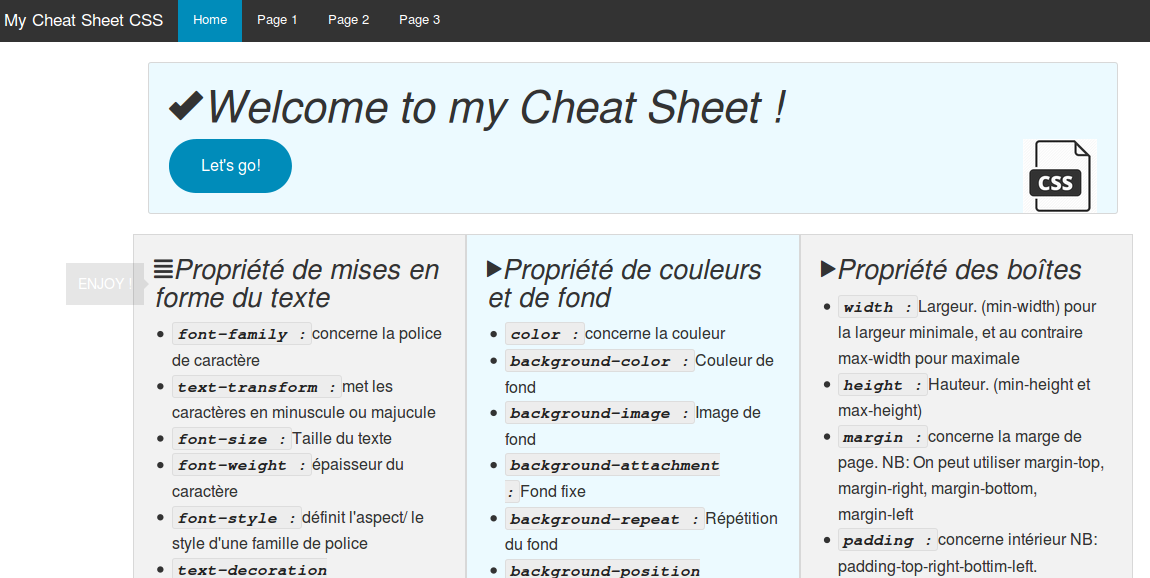 My Cheat Sheet CSS Home Page 1 Page 2 Page 3
✔Welcome to my Cheat Sheet !
Let's go!
CSS
ENJOY !
≣Propriété de mises en
forme du texte
• font-family : concerne la police
de caractère
• text-transform : met les
caractères en minuscule ou majucule
• font-size : Taille du texte
• font-weight : épaisseur du
caractère
• font-style : définit l'aspect/ le
style d'une famille de police
• text-decoration
▶Propriété de couleurs
et de fond
• color : concerne la couleur
• background-color : Couleur de
fond
• background-image : Image de
fond
• background-attachment
: Fond fixe
• background-repeat : Répétition
du fond
• background-position
▶Propriété des boîtes
• width : Largeur. (min-width) pour
la largeur minimale, et au contraire
max-width pour maximale
• height : Hauteur. (min-height et
max-height)
• margin : concerne la marge de
page. NB: On peut utiliser margin-top,
margin-right, margin-bottom,
margin-left
• padding : concerne intérieur NB:
padding-top-right-bottim-left.